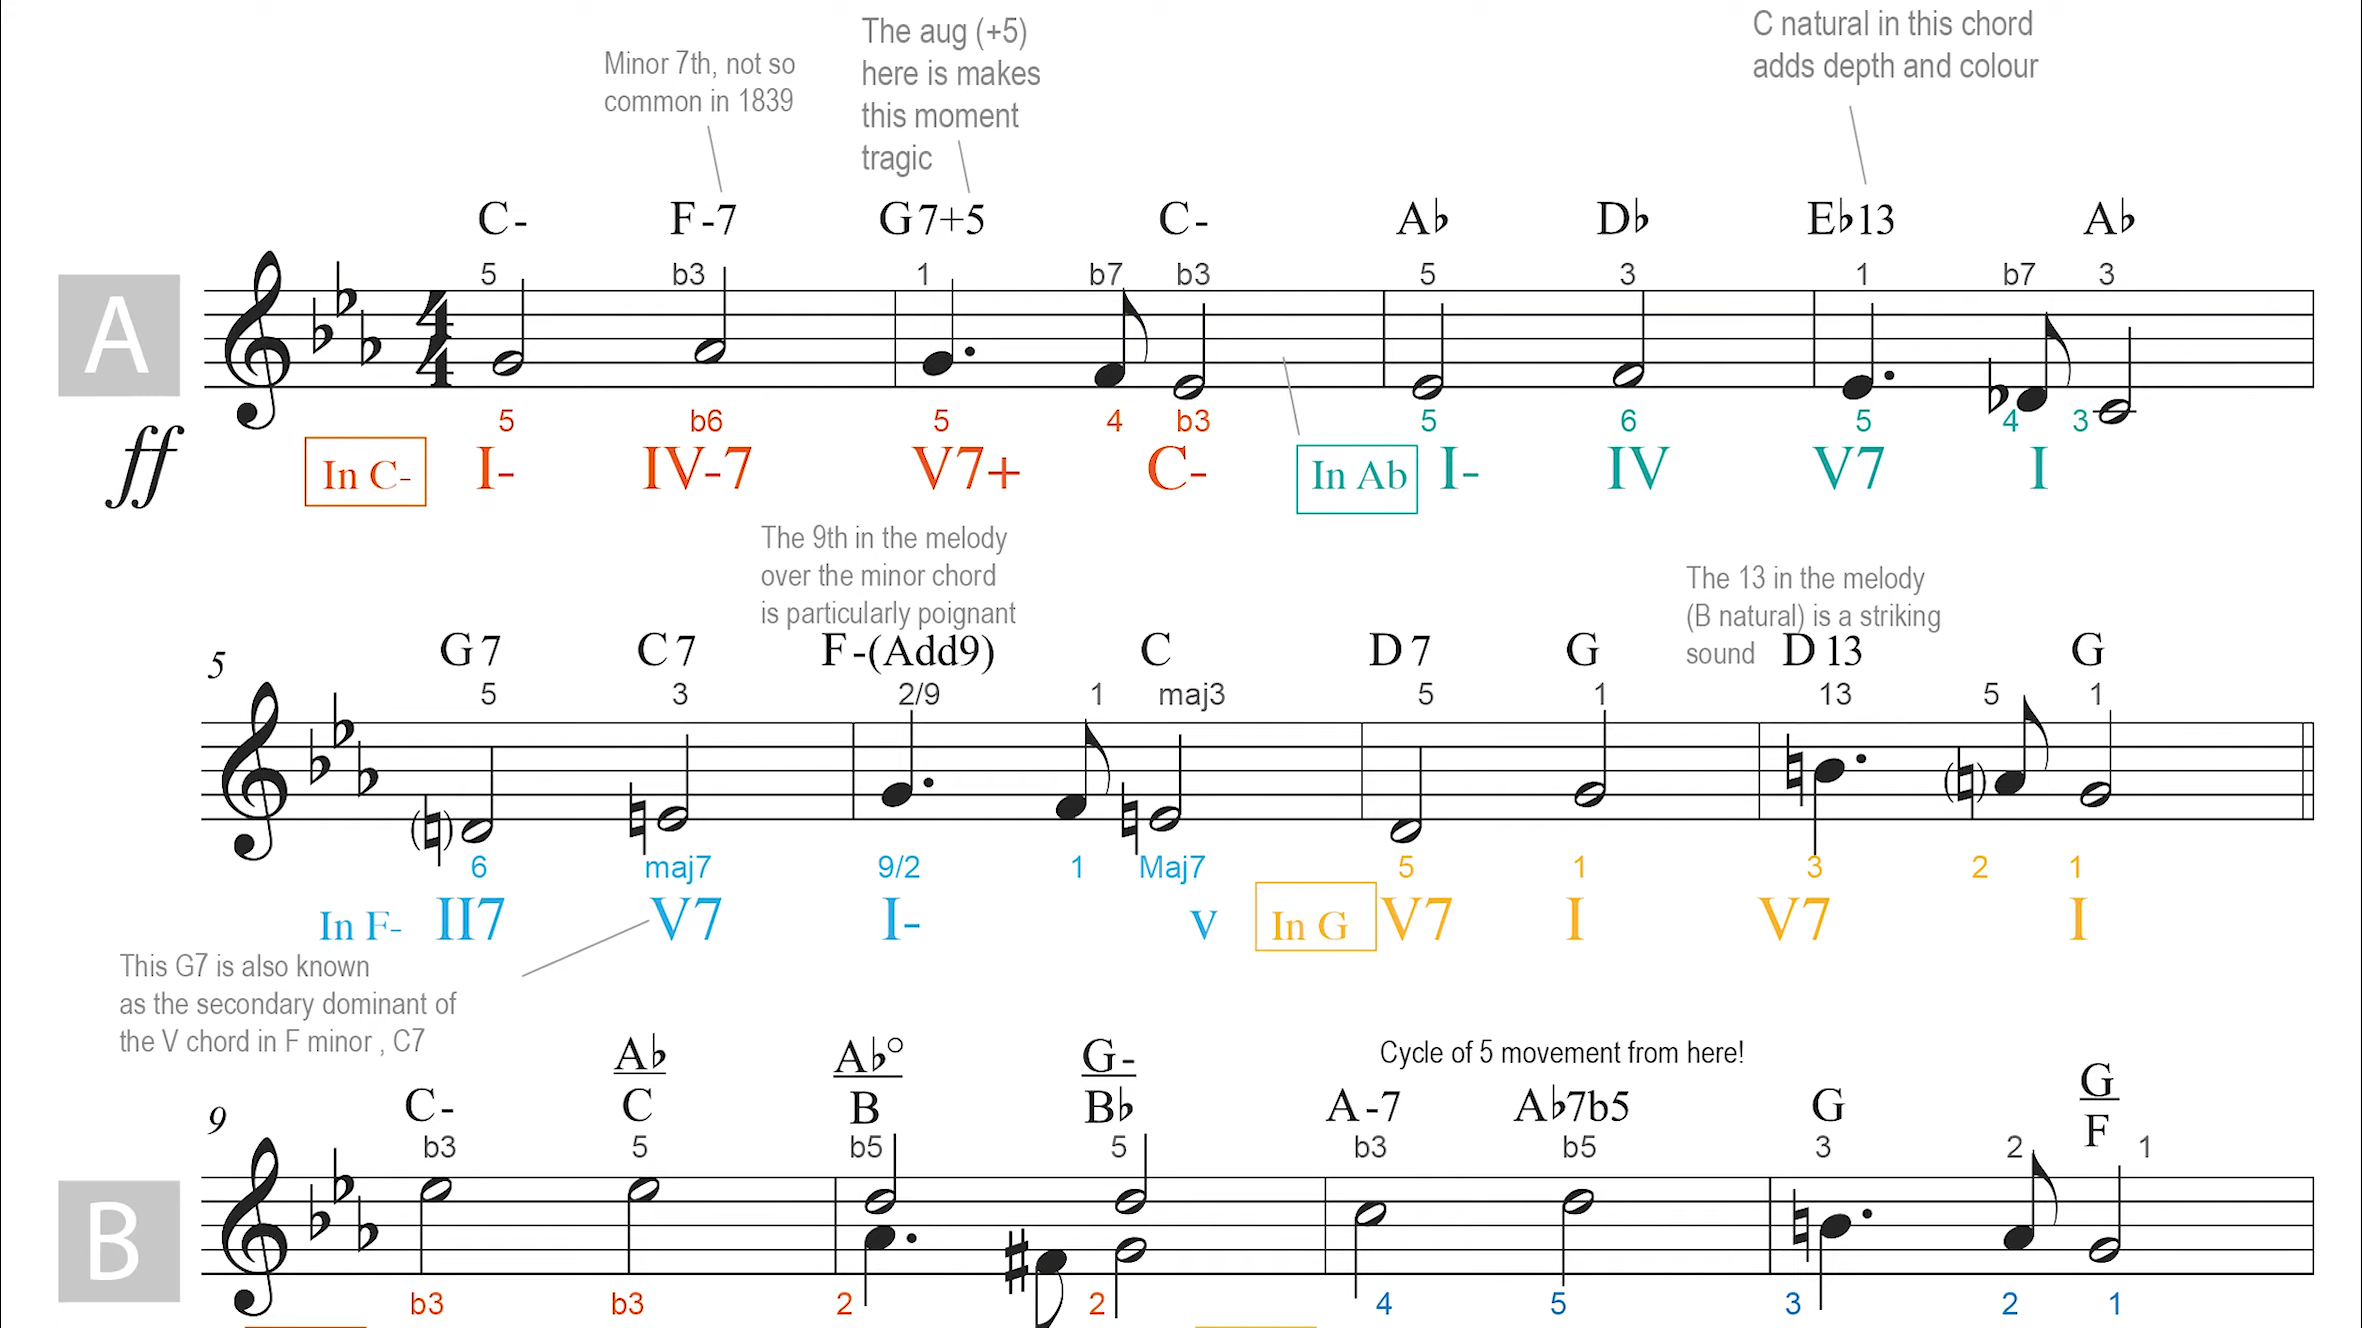 Minor 7th, not so
common in 1839
The aug (+5)
here is makes
this moment
tragic
C natural in this chord
adds depth and colour
C- F-7 G7+5 C- A♭ D♭ E♭13 A♭
5 b3 1 b7 b3 5 3 1 b7 3
A
4
4
5 b6 5 4 b3 5 6 5 4 3
ff In C- I- IV-7 V7+ C- In Ab I- IV V7 I
The 9th in the melody
over the minor chord
is particularly poignant
The 13 in the melody
(B natural) is a striking
sound
5 G7 C7 F-(Add9) C D7 G D13 G
5 3 2/9 1 maj3 5 1 13 5 1
6 maj7 9/2 1 Maj7 5 1 3 2 1
In F- II7 V7 I- V In G V7 I V7 I
This G7 is also known
as the secondary dominant of
the V chord in F minor , C7
Cycle of 5 movement from here!
9 C- A♭/C A♭°/B G-/B♭ A-7 A♭7b5 G G/F
b3 5 b5 5 b3 b5 3 2 1
B
b3 b3 2 2 4 5 3 2 1